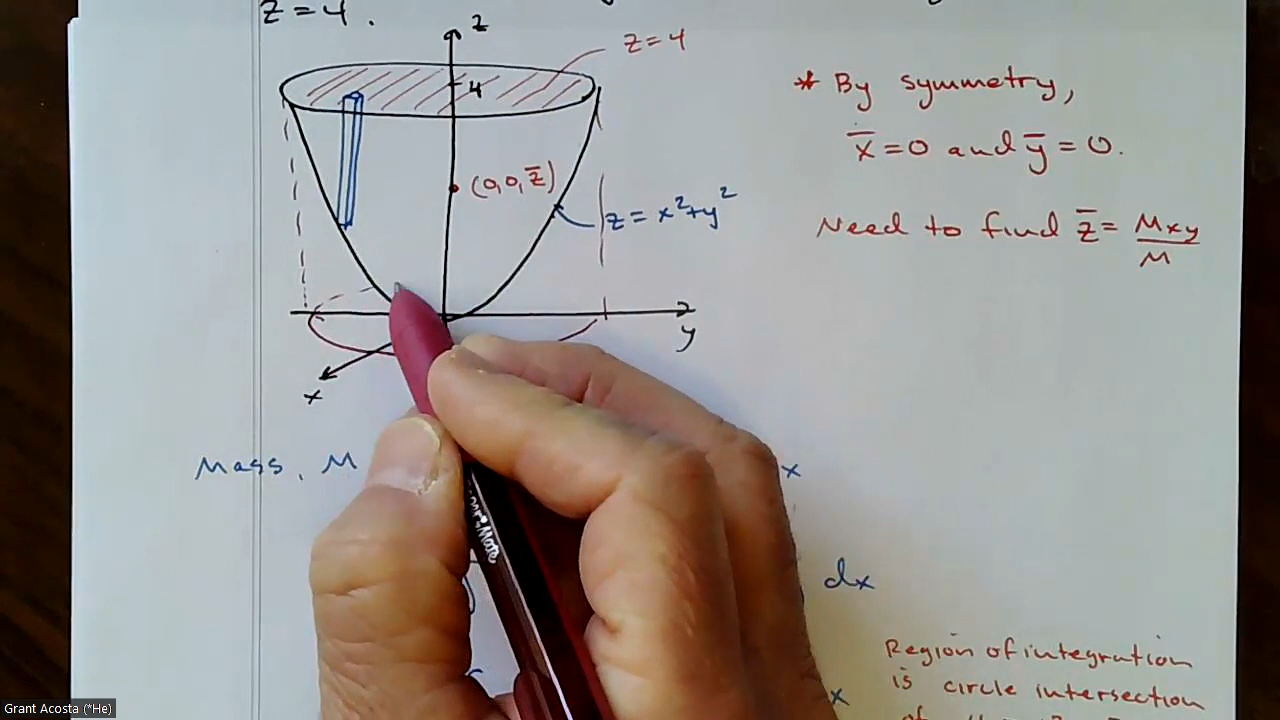 z = 4 .
z
z = 4
4
(0,0,z̅)
z = x²+y²
y
x
* By symmetry,
x̅ = 0 and y̅ = 0.
Need to find z̅ = Mxy
M
Mass, M
x
dx
x
Region of integration
is circle intersection
Mate
Grant Acosta (*He)